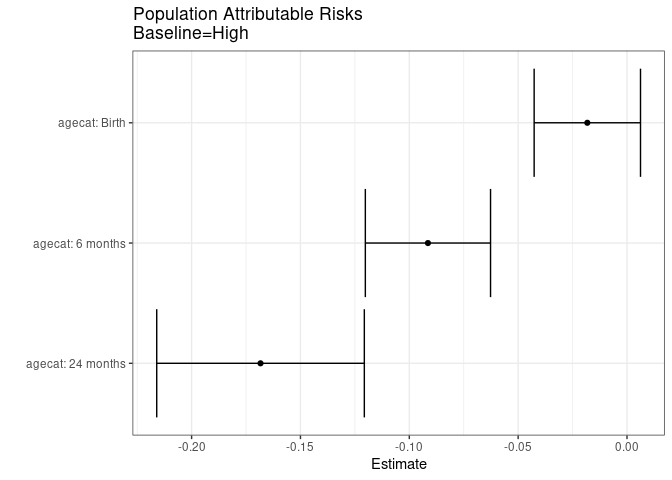 Population Attributable Risks
Baseline=High
agecat: Birth
agecat: 6 months
agecat: 24 months
-0.20 -0.15 -0.10 -0.05 0.00
Estimate